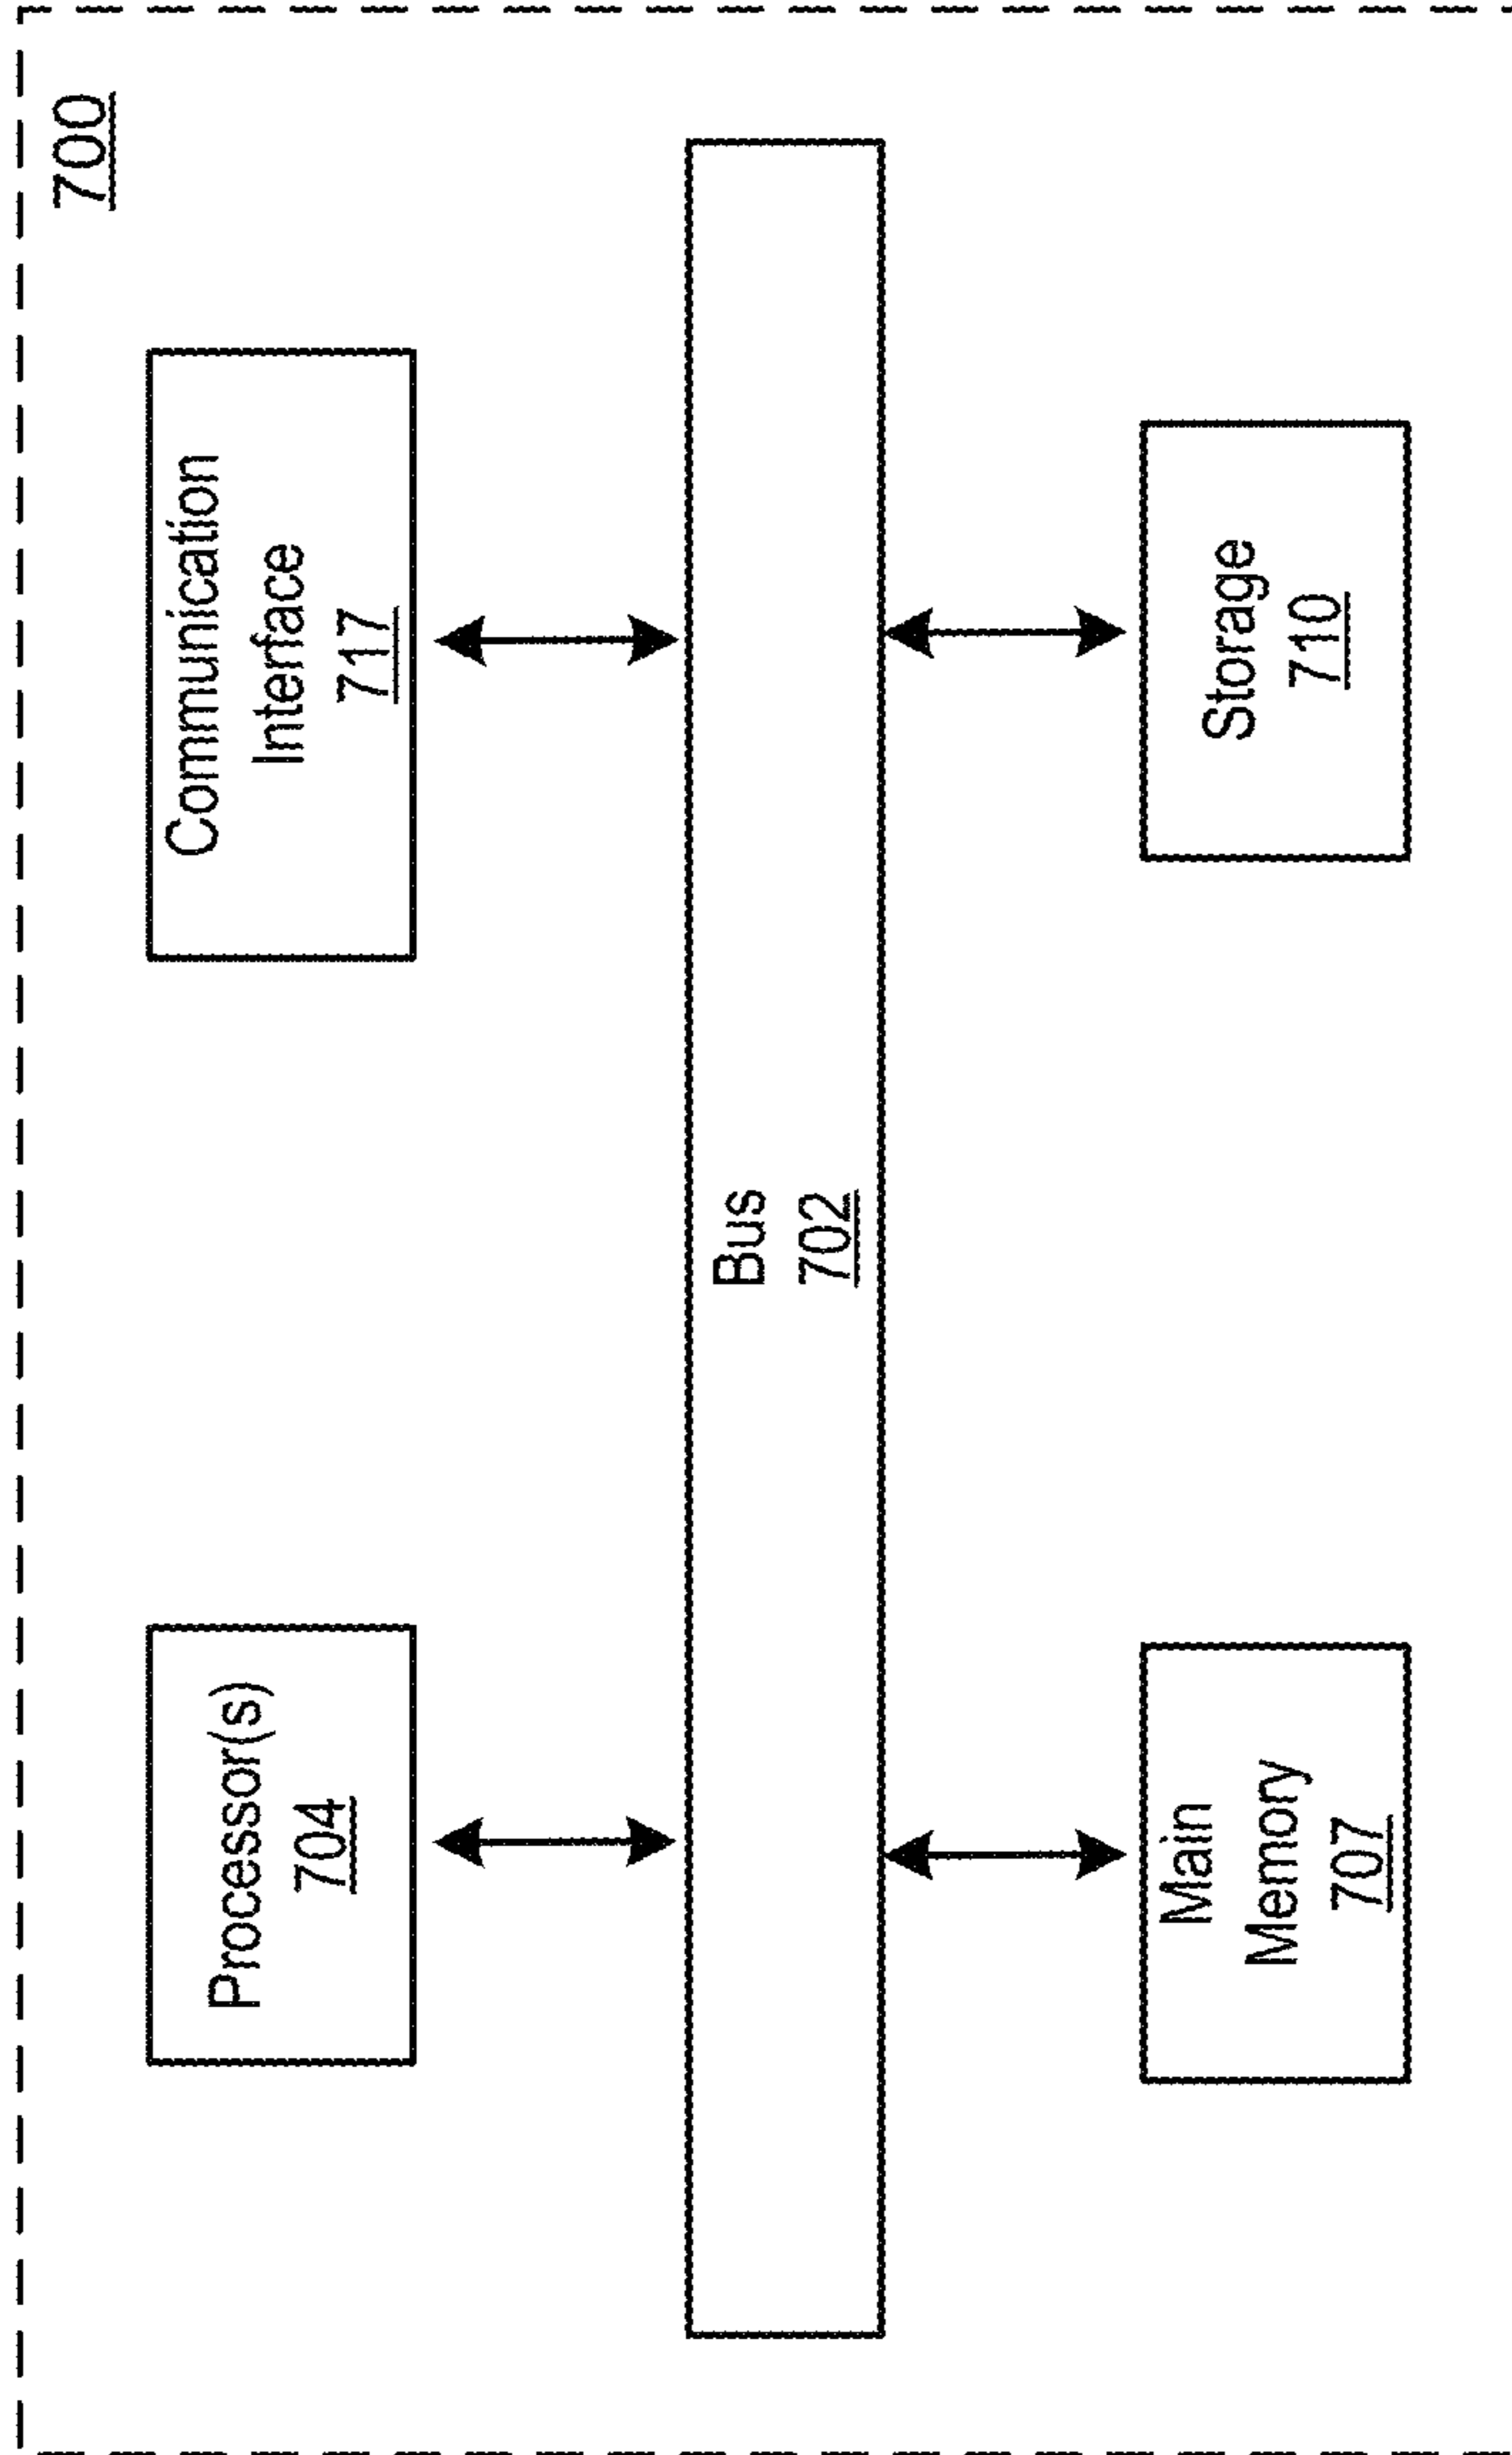 700
Processor(s)
704
Communication
Interface
717
Bus
702
Main
Memory
707
Storage
710